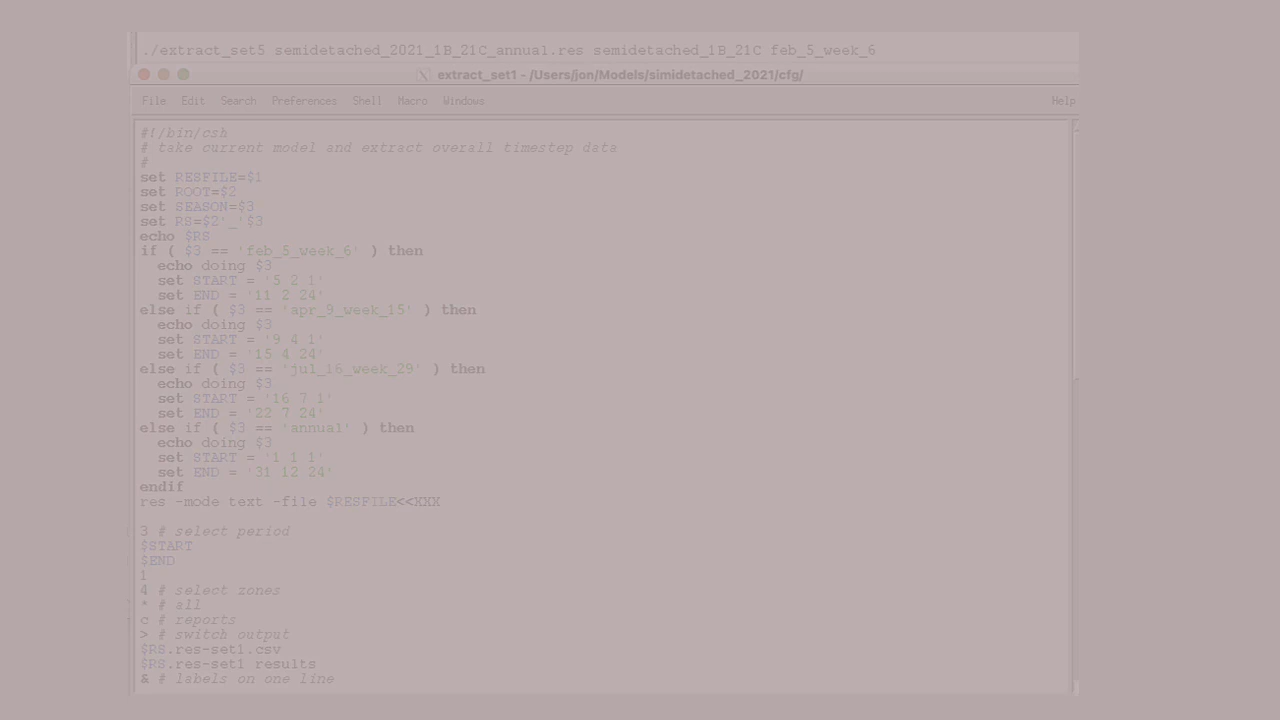 ./extract_set5 semidetached_2021_1B_21C_annual.res semidetached_1B_21C feb_5_week_6
extract_set1 - /Users/jon/Models/simidetached_2021/cfg/
File Edit Search Preferences Shell Macro Windows Help
#!/bin/csh
# take current model and extract overall timestep data
#
set RESFILE=$1
set ROOT=$2
set SEASON=$3
set RS=$2'_'$3
echo $RS
if ( $3 == 'feb_5_week_6' ) then
  echo doing $3
  set START = '5 2 1'
  set END = '11 2 24'
else if ( $3 == 'apr_9_week_15' ) then
  echo doing $3
  set START = '9 4 1'
  set END = '15 4 24'
else if ( $3 == 'jul_16_week_29' ) then
  echo doing $3
  set START = '16 7 1'
  set END = '22 7 24'
else if ( $3 == 'annual' ) then
  echo doing $3
  set START = '1 1 1'
  set END = '31 12 24'
endif
res -mode text -file $RESFILE<<XXX
3 # select period
$START
$END
1
4 # select zones
* # all
c # reports
> # switch output
$RS.res-set1.csv
$RS.res-set1 results
& # labels on one line